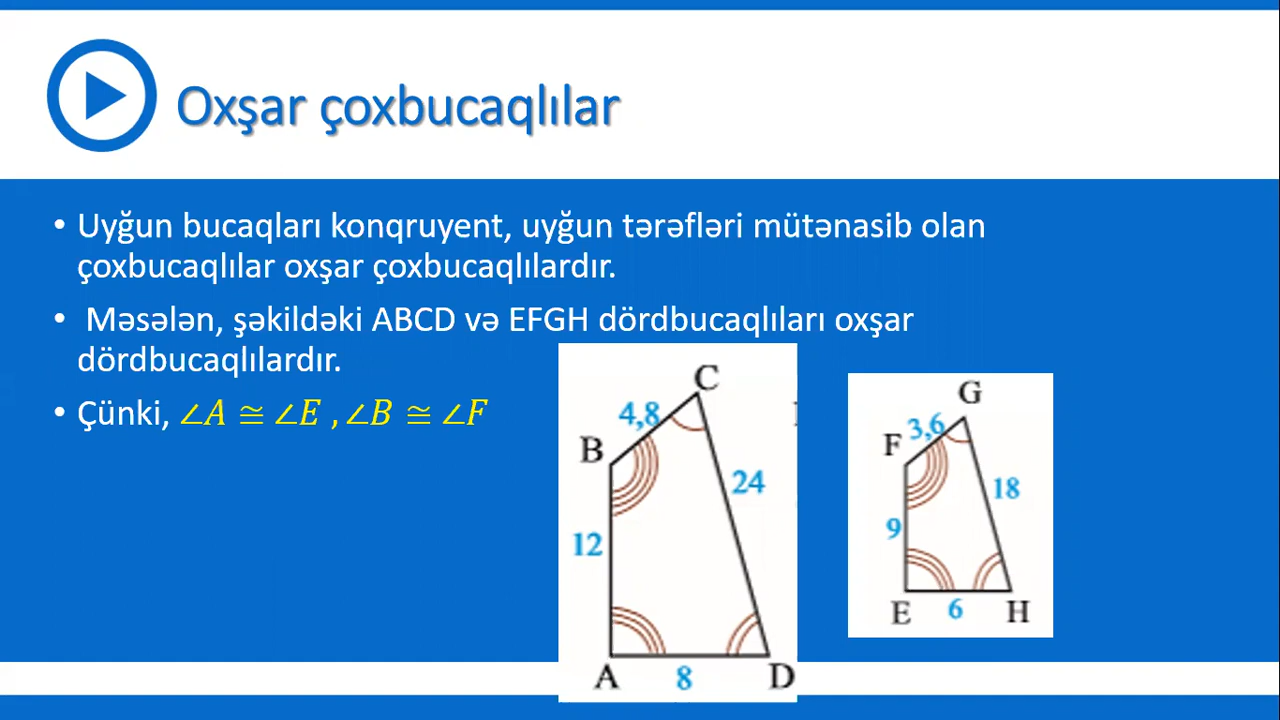 Oxşar çoxbucaqlılar
• Uyğun bucaqları konqruyent, uyğun tərəfləri mütənasib olan
çoxbucaqlılar oxşar çoxbucaqlılardır.
• Məsələn, şəkildəki ABCD və EFGH dördbucaqlıları oxşar
dördbucaqlılardır.
• Çünki, ∠A ≅ ∠E , ∠B ≅ ∠F
C
4,8
B
24
12
A
8
D
G
3,6
F
18
9
E
6
H